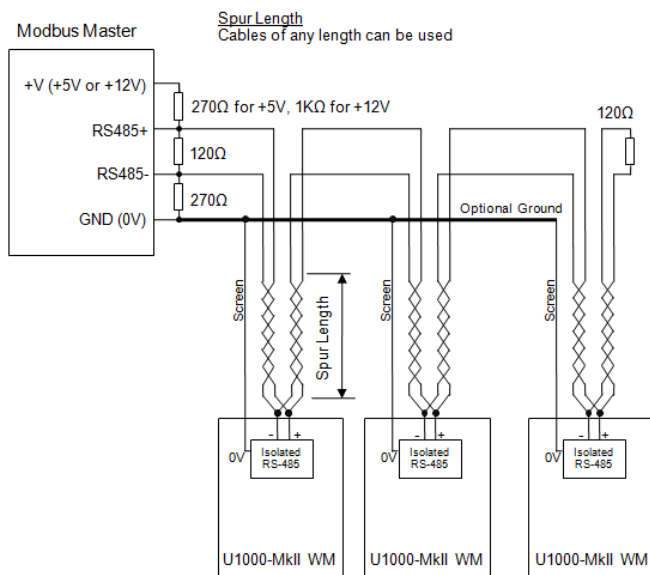 Spur Length
Cables of any length can be used
Modbus Master
+V (+5V or +12V)
270Ω for +5V, 1KΩ for +12V
120Ω
RS485+
120Ω
RS485-
270Ω
Optional Ground
GND (0V)
Screen
Spur Length
Screen
Screen
- +
- +
- +
0V
Isolated
RS-485
0V
Isolated
RS-485
0V
Isolated
RS-485
U1000-MkII WM
U1000-MkII WM
U1000-MkII WM